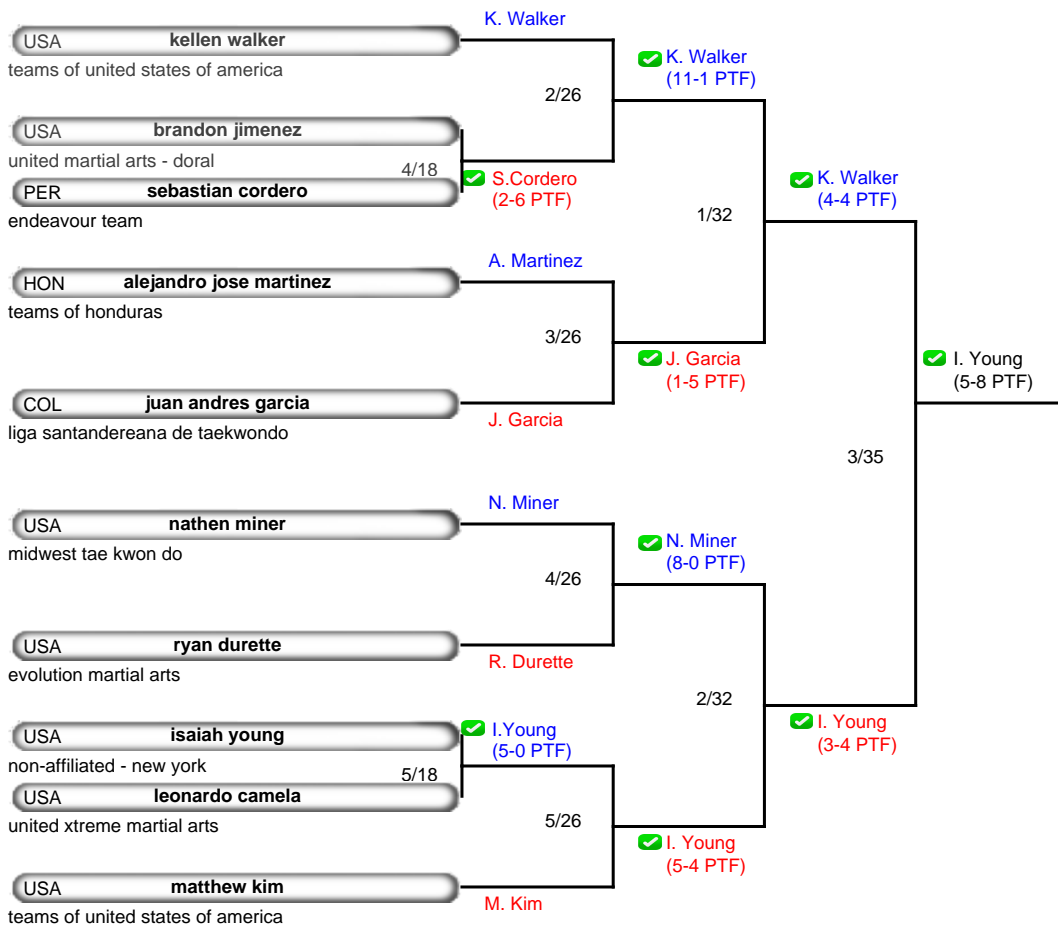 K. Walker
USA kellen walker
teams of united states of america
K. Walker
(11-1 PTF)
2/26
USA brandon jimenez
united martial arts - doral
4/18
S.Cordero
(2-6 PTF)
PER sebastian cordero
endeavour team
K. Walker
(4-4 PTF)
1/32
A. Martinez
HON alejandro jose martinez
teams of honduras
3/26
J. Garcia
(1-5 PTF)
COL juan andres garcia
liga santandereana de taekwondo
J. Garcia
I. Young
(5-8 PTF)
3/35
N. Miner
USA nathen miner
midwest tae kwon do
N. Miner
(8-0 PTF)
4/26
USA ryan durette
evolution martial arts
R. Durette
2/32
I. Young
(3-4 PTF)
USA isaiah young
non-affiliated - new york
I.Young
(5-0 PTF)
5/18
USA leonardo camela
united xtreme martial arts
5/26
I. Young
(5-4 PTF)
USA matthew kim
teams of united states of america
M. Kim